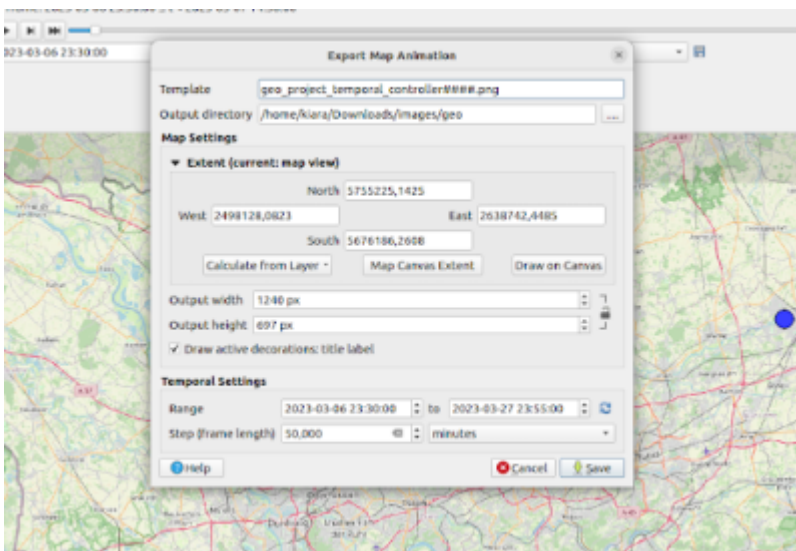 023-03-06 23:30:00
Export Map Animation
Template geo_project_temporal_controller####.png
Output directory /home/kiara/Downloads/images/geo ...
Map Settings
Extent (current: map view)
North 5755225,1425
West 2498128,0823 East 2638742,4485
South 5676186,2608
Calculate from Layer Map Canvas Extent Draw on Canvas
Output width 1240 px
Output height 697 px
Draw active decorations: title label
Temporal Settings
Range 2023-03-06 23:30:00 to 2023-03-27 23:55:00
Step (frame length) 50,000 minutes
Help Cancel Save